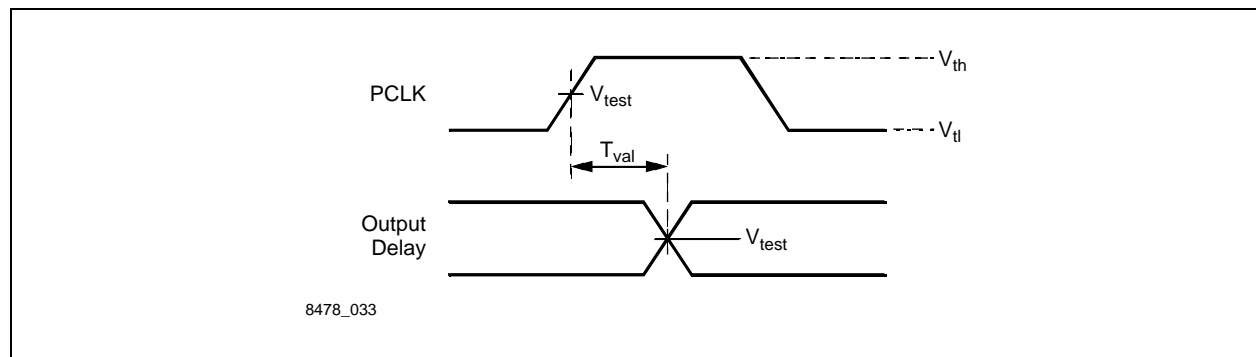 V_th
PCLK
V_test
V_tl
T_val
Output
Delay
V_test
8478_033